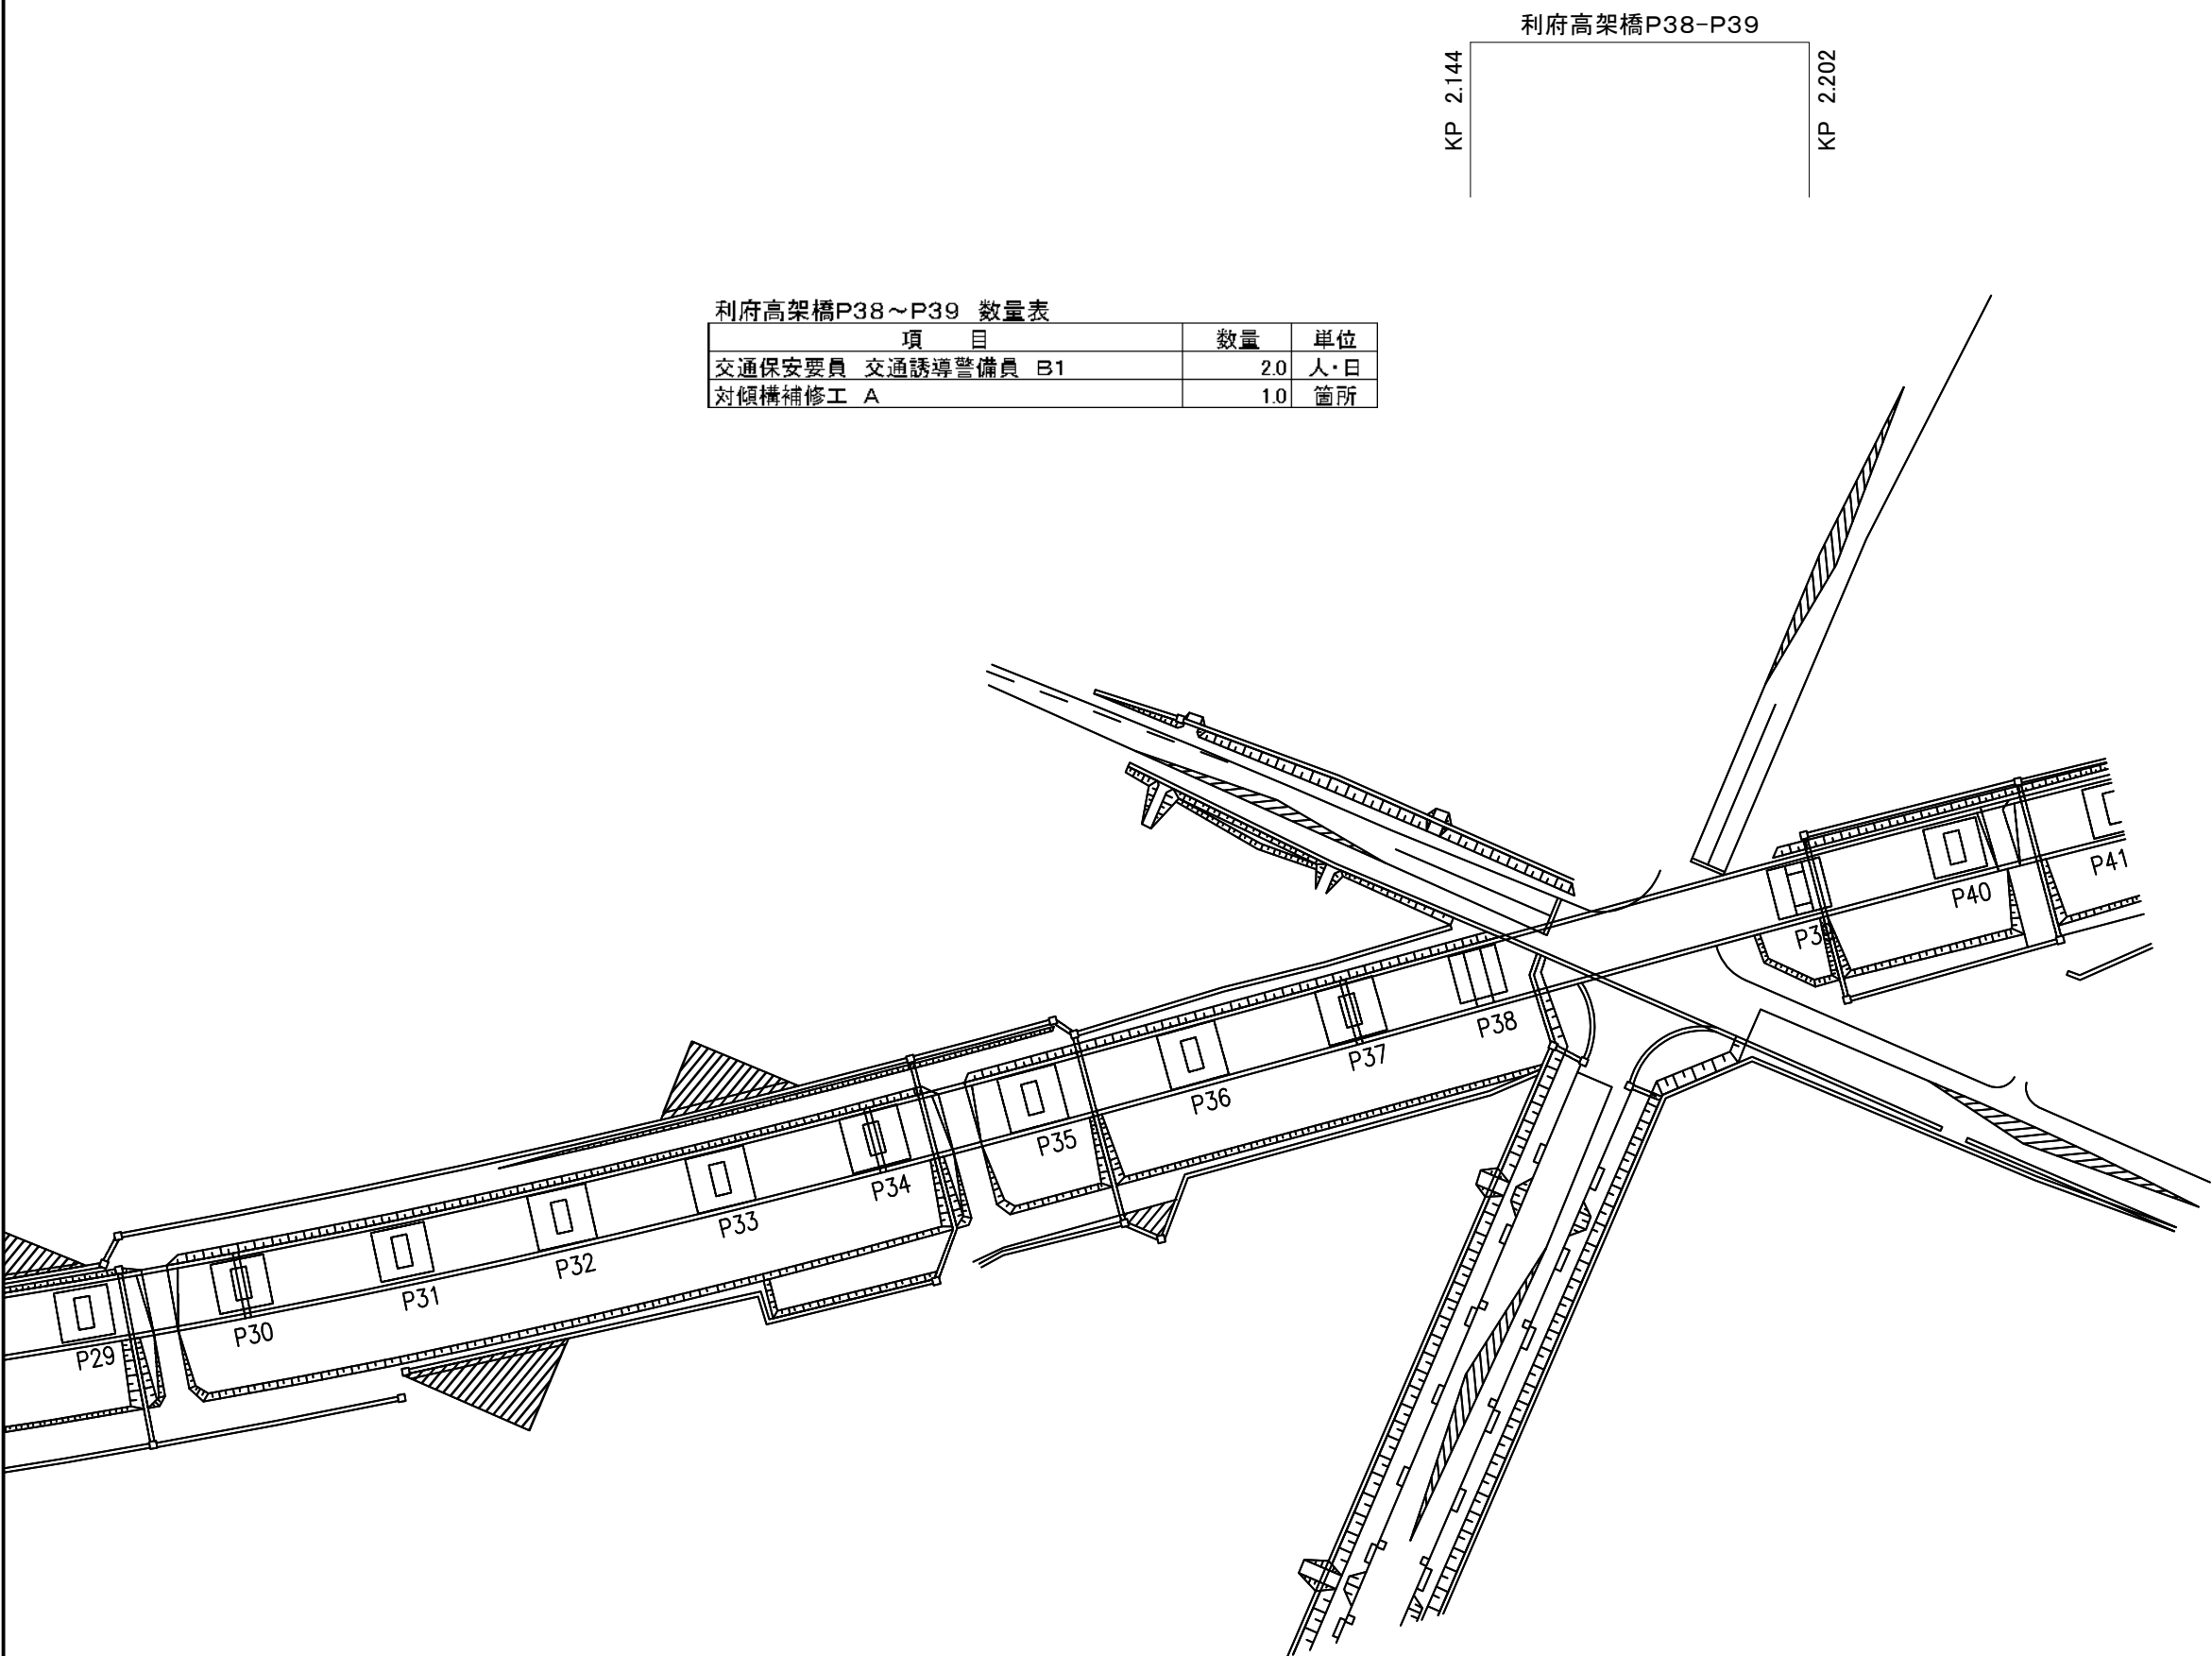 利府高架橋P38-P39
KP 2.144
KP 2.202
利府高架橋P38～P39 数量表
項 目 数量 単位
交通保安要員 交通誘導警備員 B1 2.0 人・日
対傾構補修工 A 1.0 箇所
P41
P40
P39
P38
P37
P36
P35
P34
P33
P32
P31
P30
P29